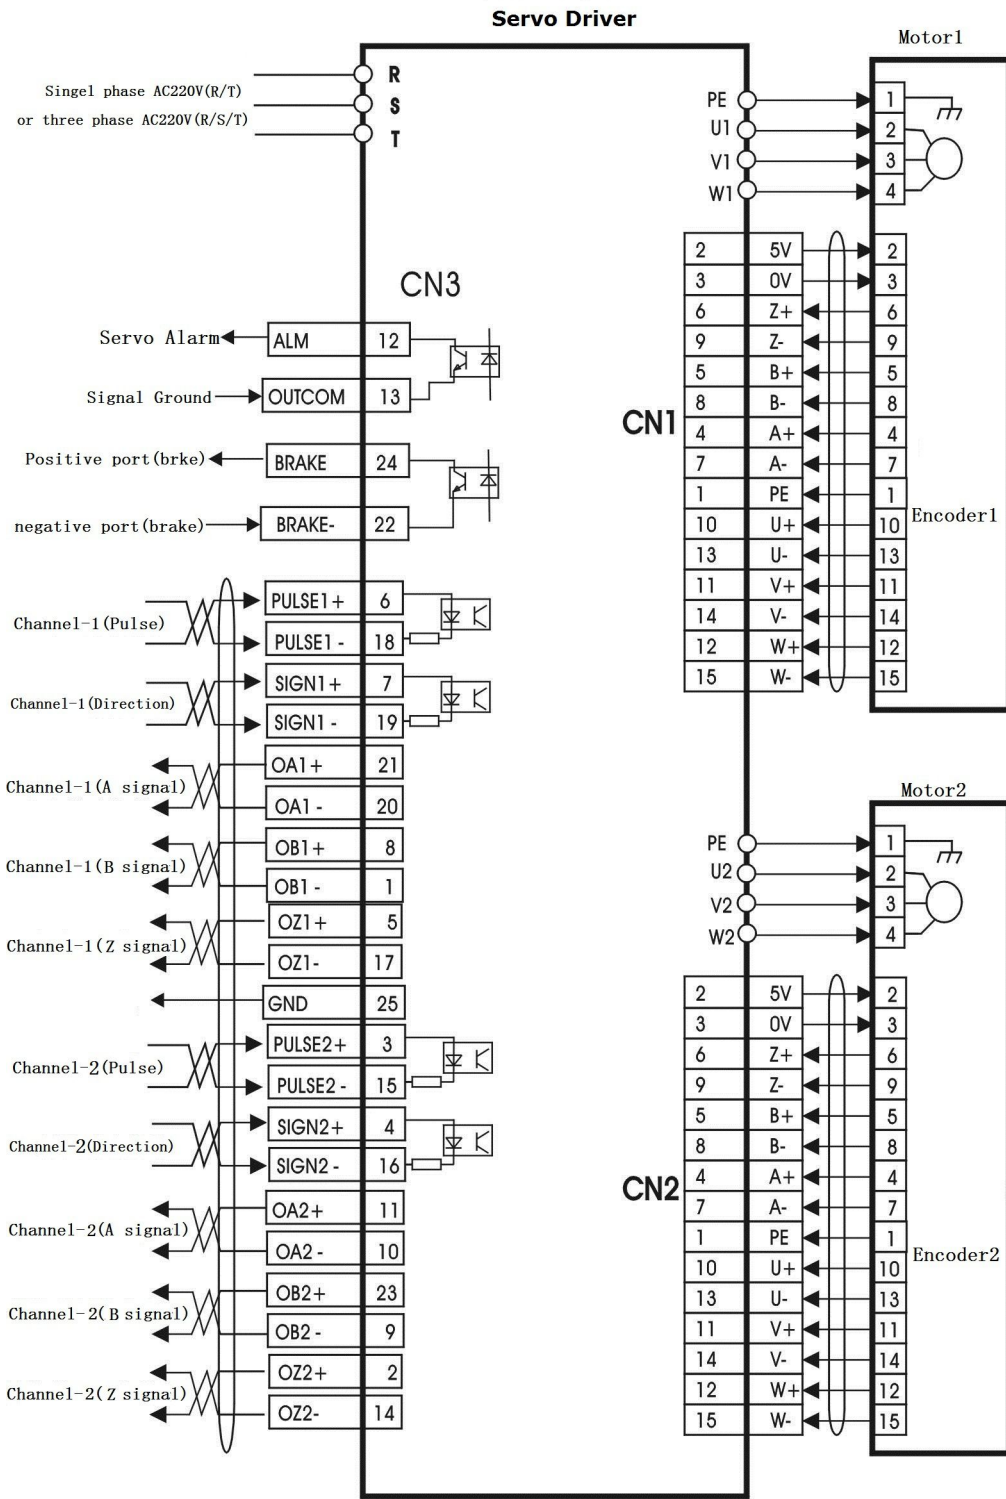 Servo Driver
Singel phase AC220V(R/T)
or three phase AC220V(R/S/T)
R
S
T
CN3
Servo Alarm ALM 12
Signal Ground OUTCOM 13
Positive port(brke) BRAKE 24
negative port(brake) BRAKE- 22
Channel-1(Pulse)
PULSE1+ 6
PULSE1 - 18
Channel-1(Direction)
SIGN1+ 7
SIGN1 - 19
Channel-1(A signal)
OA1+ 21
OA1 - 20
Channel-1(B signal)
OB1+ 8
OB1 - 1
Channel-1(Z signal)
OZ1+ 5
OZ1- 17
GND 25
Channel-2(Pulse)
PULSE2+ 3
PULSE2 - 15
Channel-2(Direction)
SIGN2+ 4
SIGN2 - 16
Channel-2(A signal)
OA2+ 11
OA2 - 10
Channel-2(B signal)
OB2+ 23
OB2 - 9
Channel-2(Z signal)
OZ2+ 2
OZ2- 14
Motor1
PE 1
U1 2
V1 3
W1 4
CN1
2 5V 2
3 0V 3
6 Z+ 6
9 Z- 9
5 B+ 5
8 B- 8
4 A+ 4
7 A- 7
1 PE 1
10 U+ 10
13 U- 13
11 V+ 11
14 V- 14
12 W+ 12
15 W- 15
Encoder1
Motor2
PE 1
U2 2
V2 3
W2 4
CN2
2 5V 2
3 0V 3
6 Z+ 6
9 Z- 9
5 B+ 5
8 B- 8
4 A+ 4
7 A- 7
1 PE 1
10 U+ 10
13 U- 13
11 V+ 11
14 V- 14
12 W+ 12
15 W- 15
Encoder2